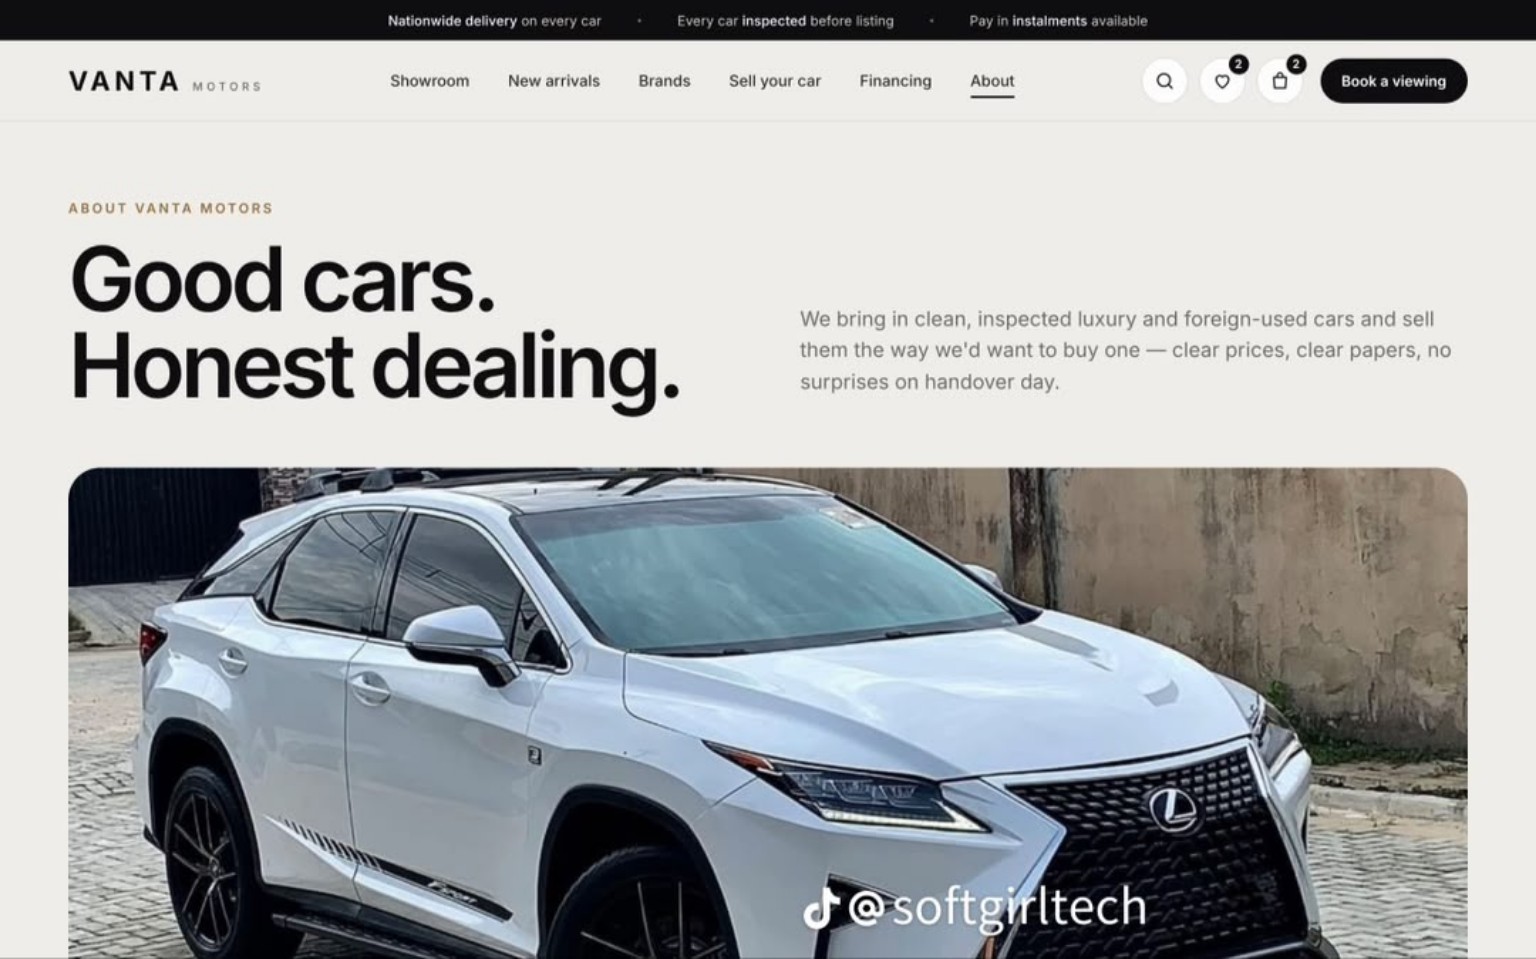 Nationwide delivery on every car • Every car inspected before listing • Pay in instalments available
VANTA MOTORS
Showroom New arrivals Brands Sell your car Financing About
2 2
Book a viewing
ABOUT VANTA MOTORS
Good cars.
Honest dealing.
We bring in clean, inspected luxury and foreign-used cars and sell
them the way we'd want to buy one — clear prices, clear papers, no
surprises on handover day.
@softgirltech